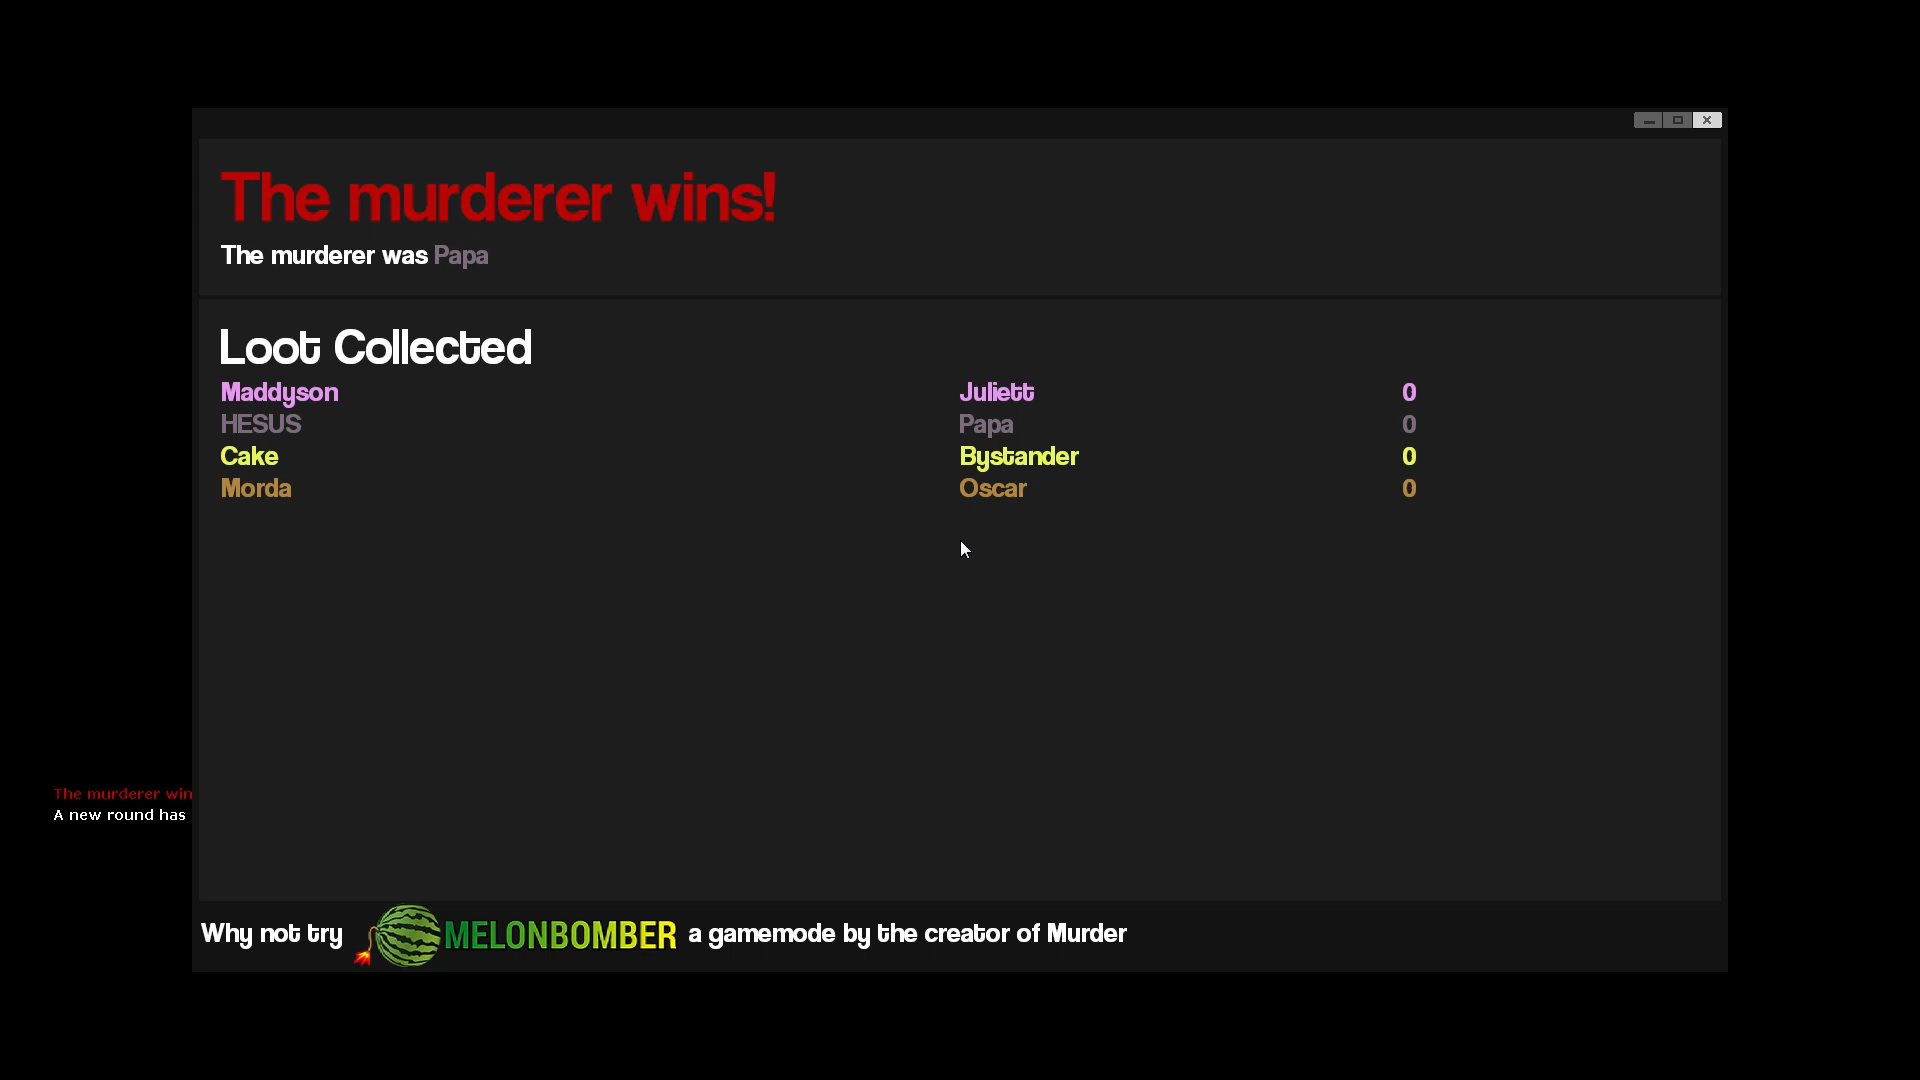 The murderer wins!
The murderer was Papa
Loot Collected
Maddyson Juliett 0
HESUS Papa 0
Cake Bystander 0
Morda Oscar 0
The murderer win
A new round has
Why not try MELONBOMBER a gamemode by the creator of Murder